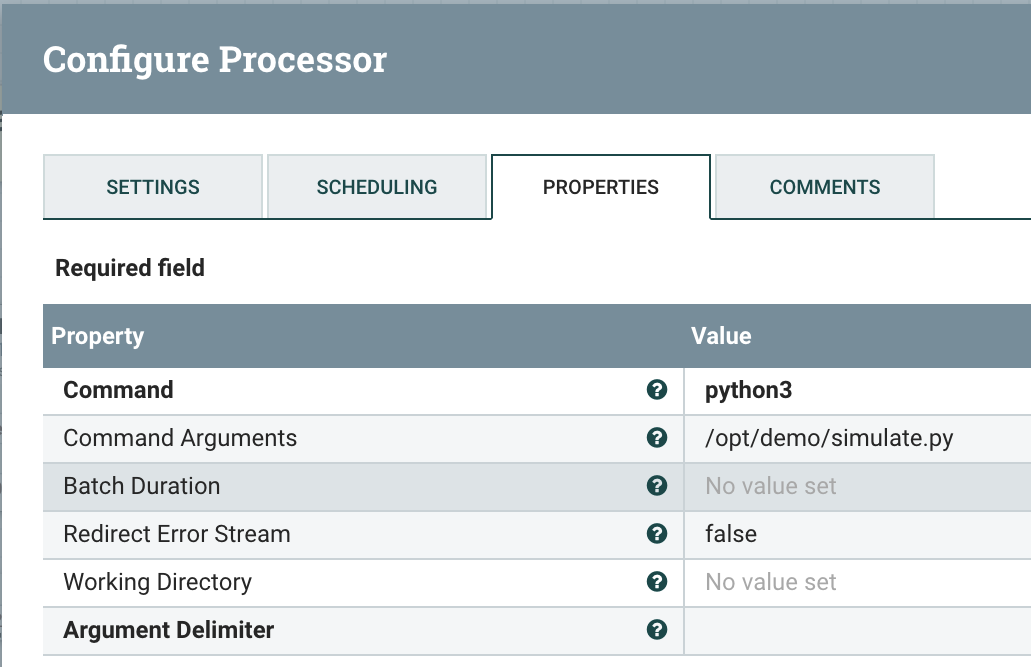 Configure Processor
SETTINGS SCHEDULING PROPERTIES COMMENTS
Required field
Property Value
Command python3
Command Arguments /opt/demo/simulate.py
Batch Duration No value set
Redirect Error Stream false
Working Directory No value set
Argument Delimiter